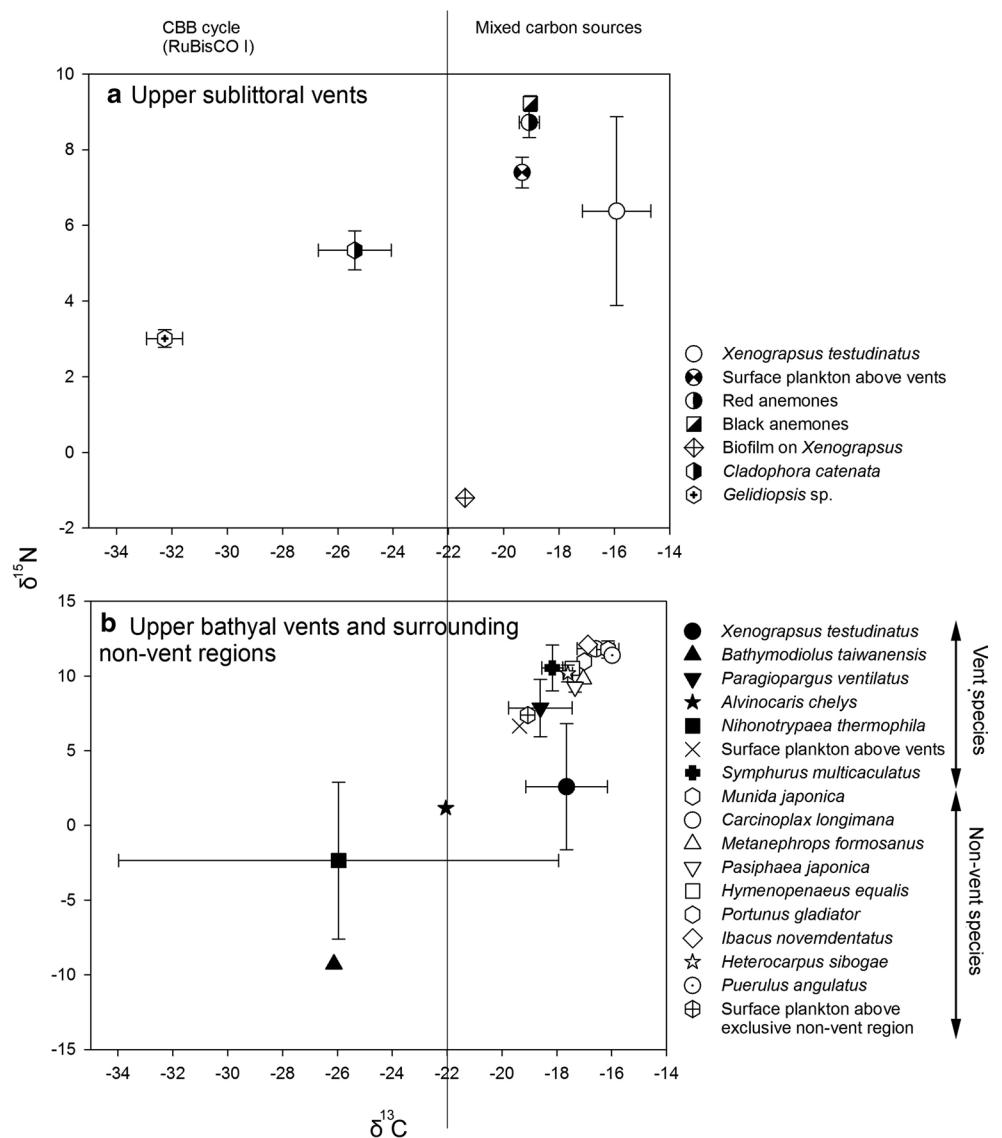 CBB cycle
(RuBisCO I)
Mixed carbon sources
a Upper sublittoral vents
10
8
6
4
2
0
-2
-34 -32 -30 -28 -26 -24 -22 -20 -18 -16 -14
Xenograpsus testudinatus
Surface plankton above vents
Red anemones
Black anemones
Biofilm on Xenograpsus
Cladophora catenata
Gelidiopsis sp.
δ15N
b Upper bathyal vents and surrounding
non-vent regions
15
10
5
0
-5
-10
-15
-34 -32 -30 -28 -26 -24 -22 -20 -18 -16 -14
δ13C
Xenograpsus testudinatus
Bathymodiolus taiwanensis
Paragiopargus ventilatus
Alvinocaris chelys
Nihonotrypaea thermophila
Surface plankton above vents
Symphurus multicaculatus
Munida japonica
Carcinoplax longimana
Metanephrops formosanus
Pasiphaea japonica
Hymenopenaeus equalis
Portunus gladiator
Ibacus novemdentatus
Heterocarpus sibogae
Puerulus angulatus
Surface plankton above
exclusive non-vent region
Vent species
Non-vent species